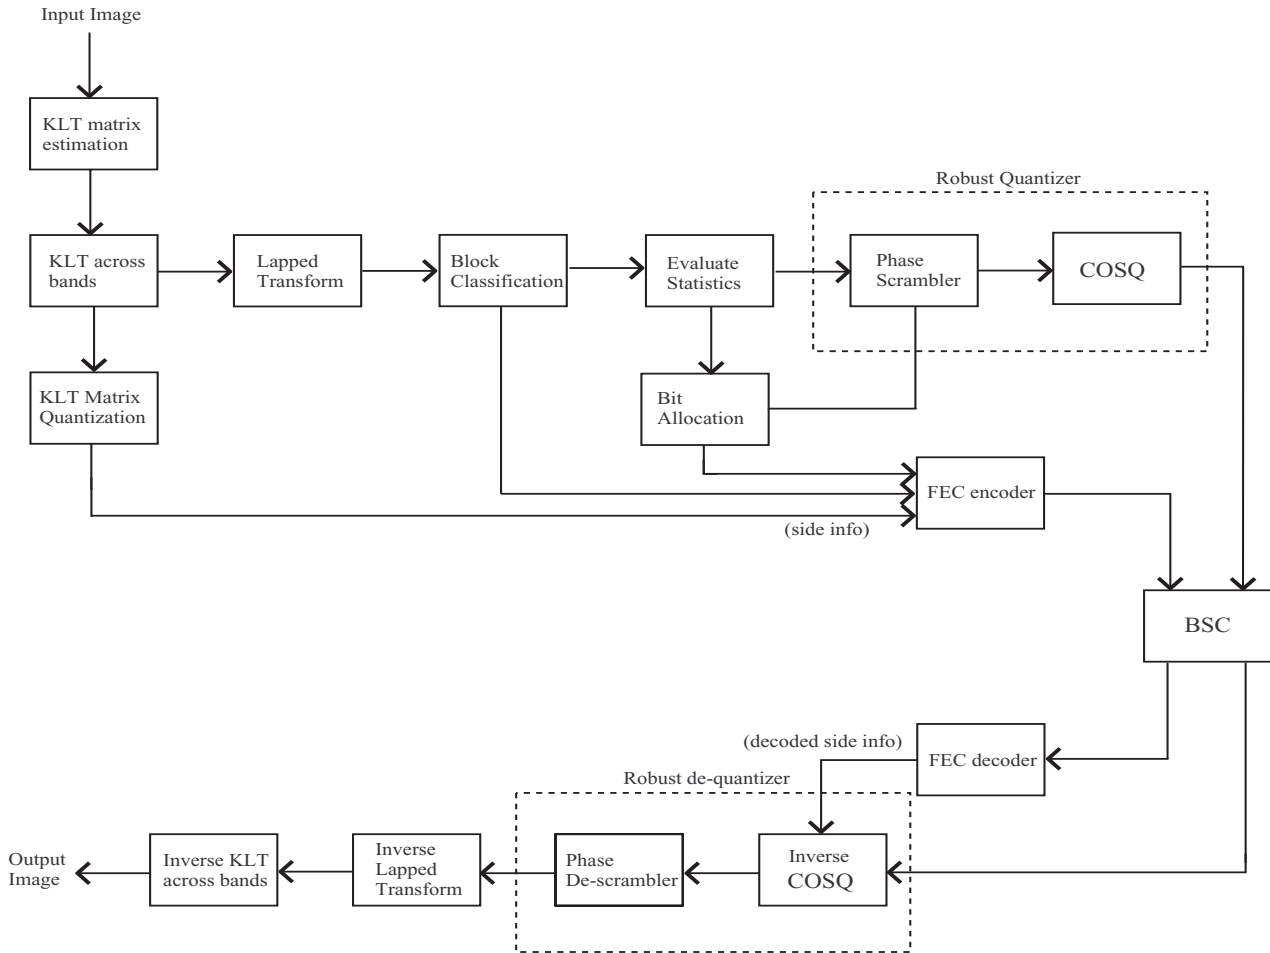 Input Image
KLT matrix
estimation
Robust Quantizer
KLT across
bands
Lapped
Transform
Block
Classification
Evaluate
Statistics
Phase
Scrambler
COSQ
KLT Matrix
Quantization
Bit
Allocation
FEC encoder
(side info)
BSC
(decoded side info)
FEC decoder
Robust de-quantizer
Output
Image
Inverse KLT
across bands
Inverse
Lapped
Transform
Phase
De-scrambler
Inverse
COSQ